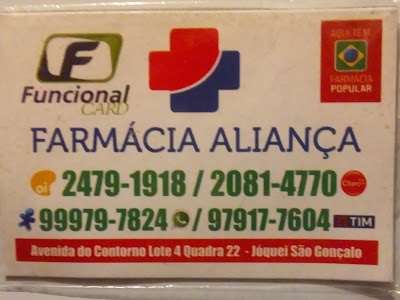 F
Funcional
CARD
AQUI TEM
FARMÁCIA
POPULAR
FARMÁCIA ALIANÇA
oi 2479-1918 / 2081-4770 Claro
99979-7824 / 97917-7604 TIM
Avenida do Contorno Lote 4 Quadra 22 - Jóquei São Gonçalo